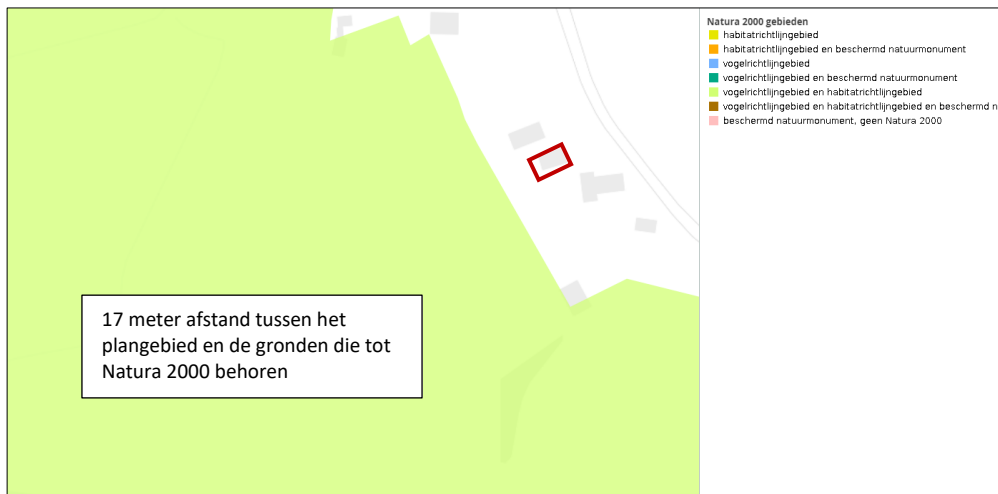 Natura 2000 gebieden
habitatrichtlijngebied
habitatrichtlijngebied en beschermd natuurmonument
vogelrichtlijngebied
vogelrichtlijngebied en beschermd natuurmonument
vogelrichtlijngebied en habitatrichtlijngebied
vogelrichtlijngebied en habitatrichtlijngebied en beschermd n
beschermd natuurmonument, geen Natura 2000
17 meter afstand tussen het
plangebied en de gronden die tot
Natura 2000 behoren